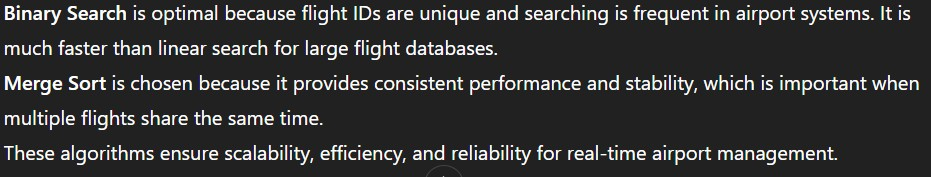 Binary Search is optimal because flight IDs are unique and searching is frequent in airport systems. It is
much faster than linear search for large flight databases.
Merge Sort is chosen because it provides consistent performance and stability, which is important when
multiple flights share the same time.
These algorithms ensure scalability, efficiency, and reliability for real-time airport management.